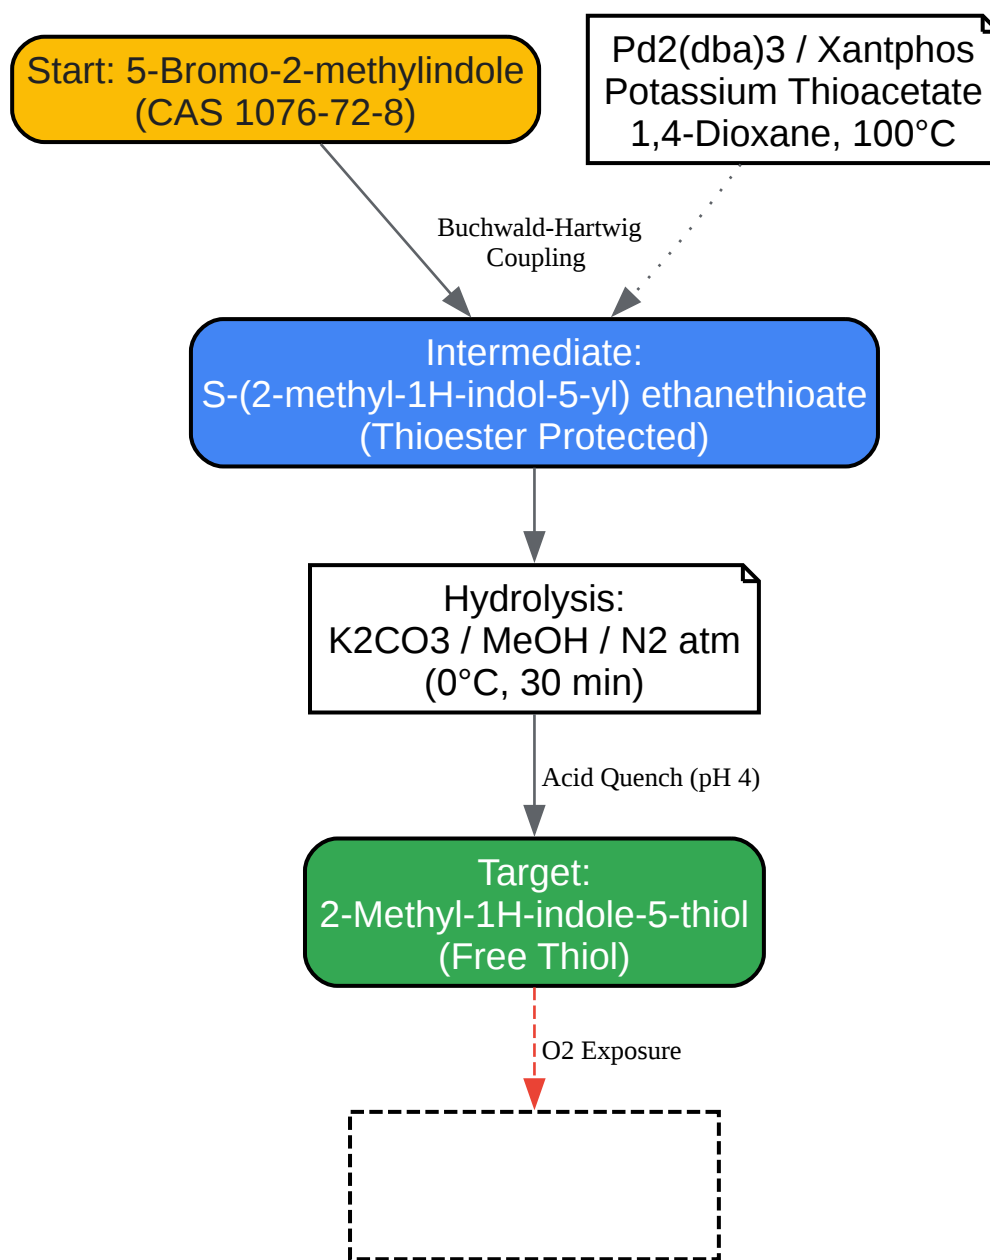 Start: 5-Bromo-2-methylindole
(CAS 1076-72-8)
Pd2(dba)3 / Xantphos
Potassium Thioacetate
1,4-Dioxane, 100°C
Buchwald-Hartwig
Coupling
Intermediate:
S-(2-methyl-1H-indol-5-yl) ethanethioate
(Thioester Protected)
Hydrolysis:
K2CO3 / MeOH / N2 atm
(0°C, 30 min)
Acid Quench (pH 4)
Target:
2-Methyl-1H-indole-5-thiol
(Free Thiol)
O2 Exposure